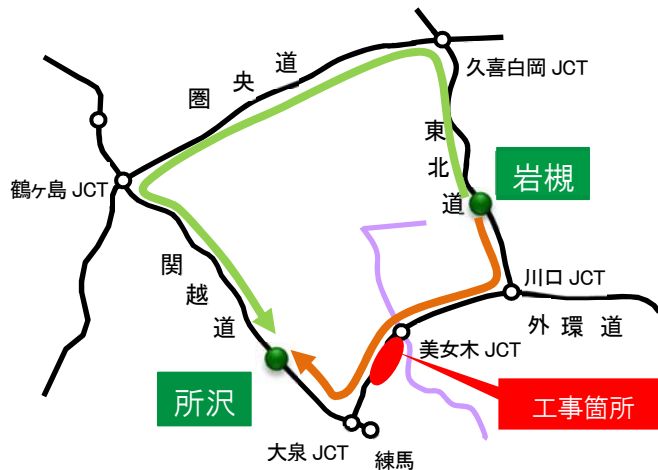 圏央道
久喜白岡 JCT
東北道
岩槻
鶴ヶ島 JCT
関越道
川口 JCT
外環道
美女木 JCT
所沢
工事箇所
大泉 JCT
練馬